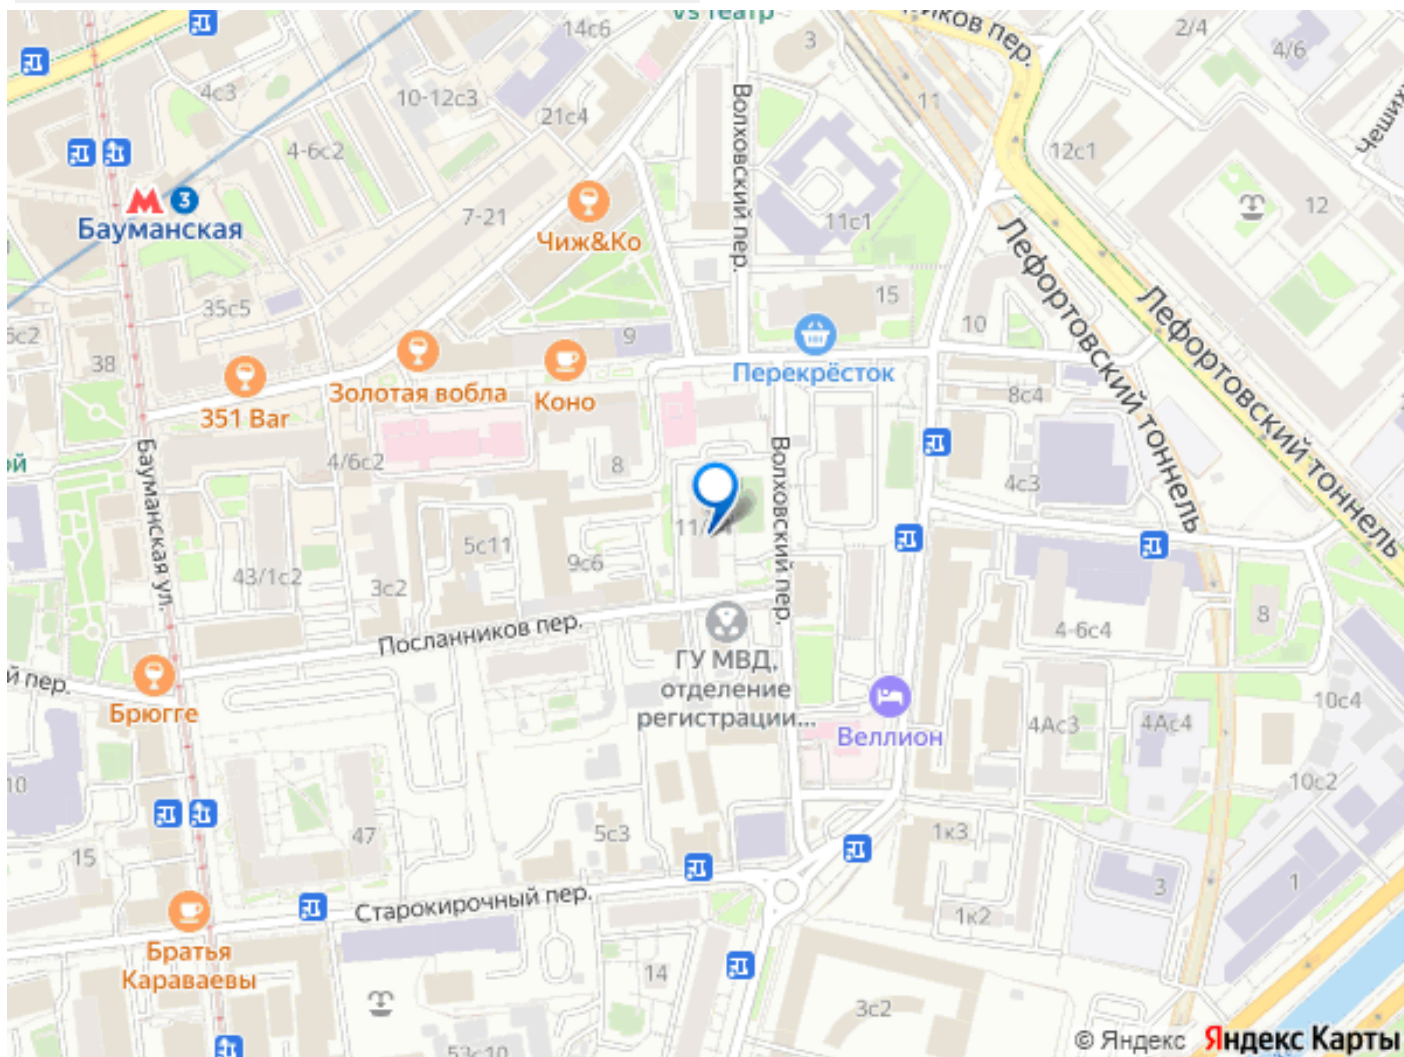 Vs Театр
14с6
3
2/4
4/6
4с3
10-12с3
21с4
11
Волховский пер.
12с1
4-6с2
7-21
3
Бауманская
Чиж&Ко
11с1
12
Лефортовский тоннель
Лефортовский тоннель
35с5
15
10
38
9
Перекрёсток
Золотая вобла
Коно
351 Bar
8с4
Бауманская ул.
4/6с2
8
Волховский пер.
4с3
5с11
9с6
43/1с2
3с2
Посланников пер.
8
4-6с4
ГУ МВД,
отделение
регистрации...
й пер.
Брюгге
Веллион
4Ас3
4Ас4
10с4
10с2
10
47
5с3
1к3
15
3
1
Старокирочный пер.
1к2
Братья
Караваевы
14
3с2
53с10
© Яндекс Яндекс Карты